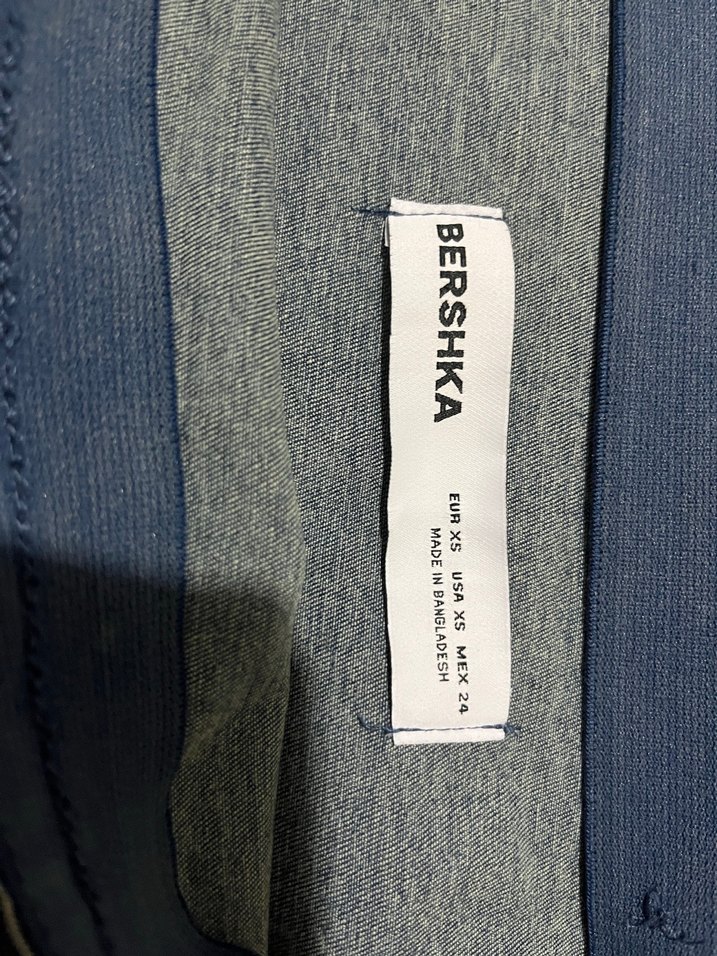 BERSHKA
EUR XS USA XS MEX 24
MADE IN BANGLADESH